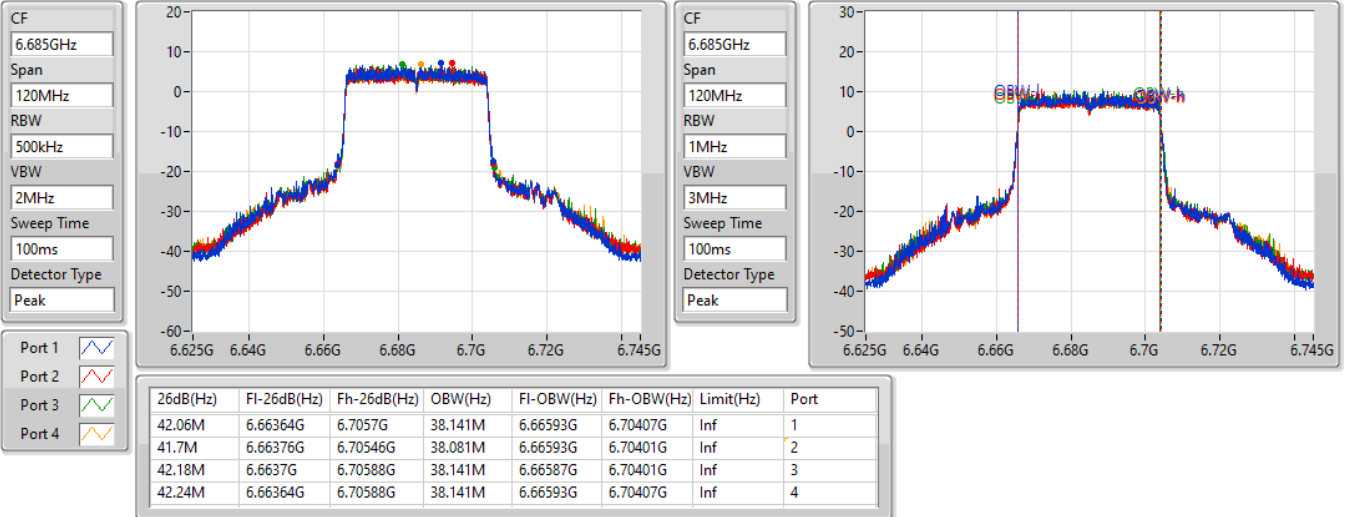 CF
6.685GHz
Span
120MHz
RBW
500kHz
VBW
2MHz
Sweep Time
100ms
Detector Type
Peak
20
10
0
-10
-20
-30
-40
-50
-60
6.625G 6.64G 6.66G 6.68G 6.7G 6.72G 6.745G
CF
6.685GHz
Span
120MHz
RBW
1MHz
VBW
3MHz
Sweep Time
100ms
Detector Type
Peak
30
20
10
0
-10
-20
-30
-40
-50
OBW-h
6.625G 6.64G 6.66G 6.68G 6.7G 6.72G 6.745G
Port 1
Port 2
Port 3
Port 4
26dB(Hz) Fl-26dB(Hz) Fh-26dB(Hz) OBW(Hz) Fl-OBW(Hz) Fh-OBW(Hz) Limit(Hz) Port
42.06M 6.66364G 6.7057G 38.141M 6.66593G 6.70407G Inf 1
41.7M 6.66376G 6.70546G 38.081M 6.66593G 6.70401G Inf 2
42.18M 6.6637G 6.70588G 38.141M 6.66587G 6.70401G Inf 3
42.24M 6.66364G 6.70588G 38.141M 6.66593G 6.70407G Inf 4